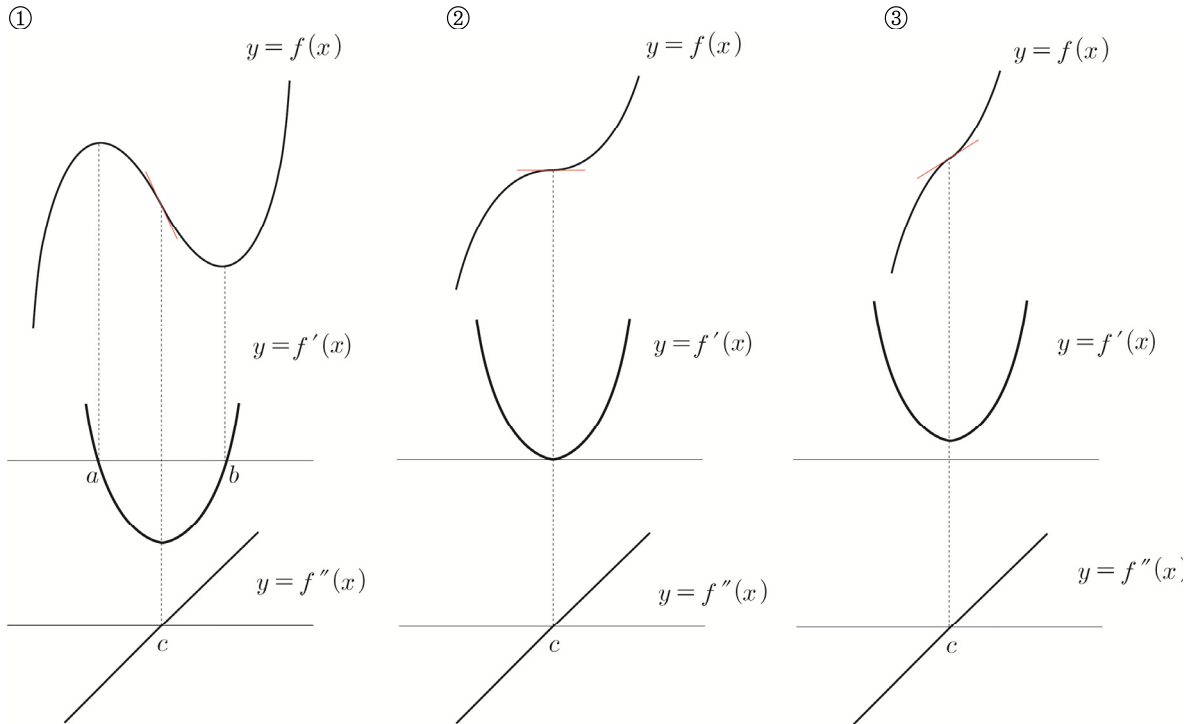 ① ② ③
y = f(x) y = f(x) y = f(x)
y = f′(x) y = f′(x) y = f′(x)
a b
y = f″(x) y = f″(x) y = f″(x)
c c c